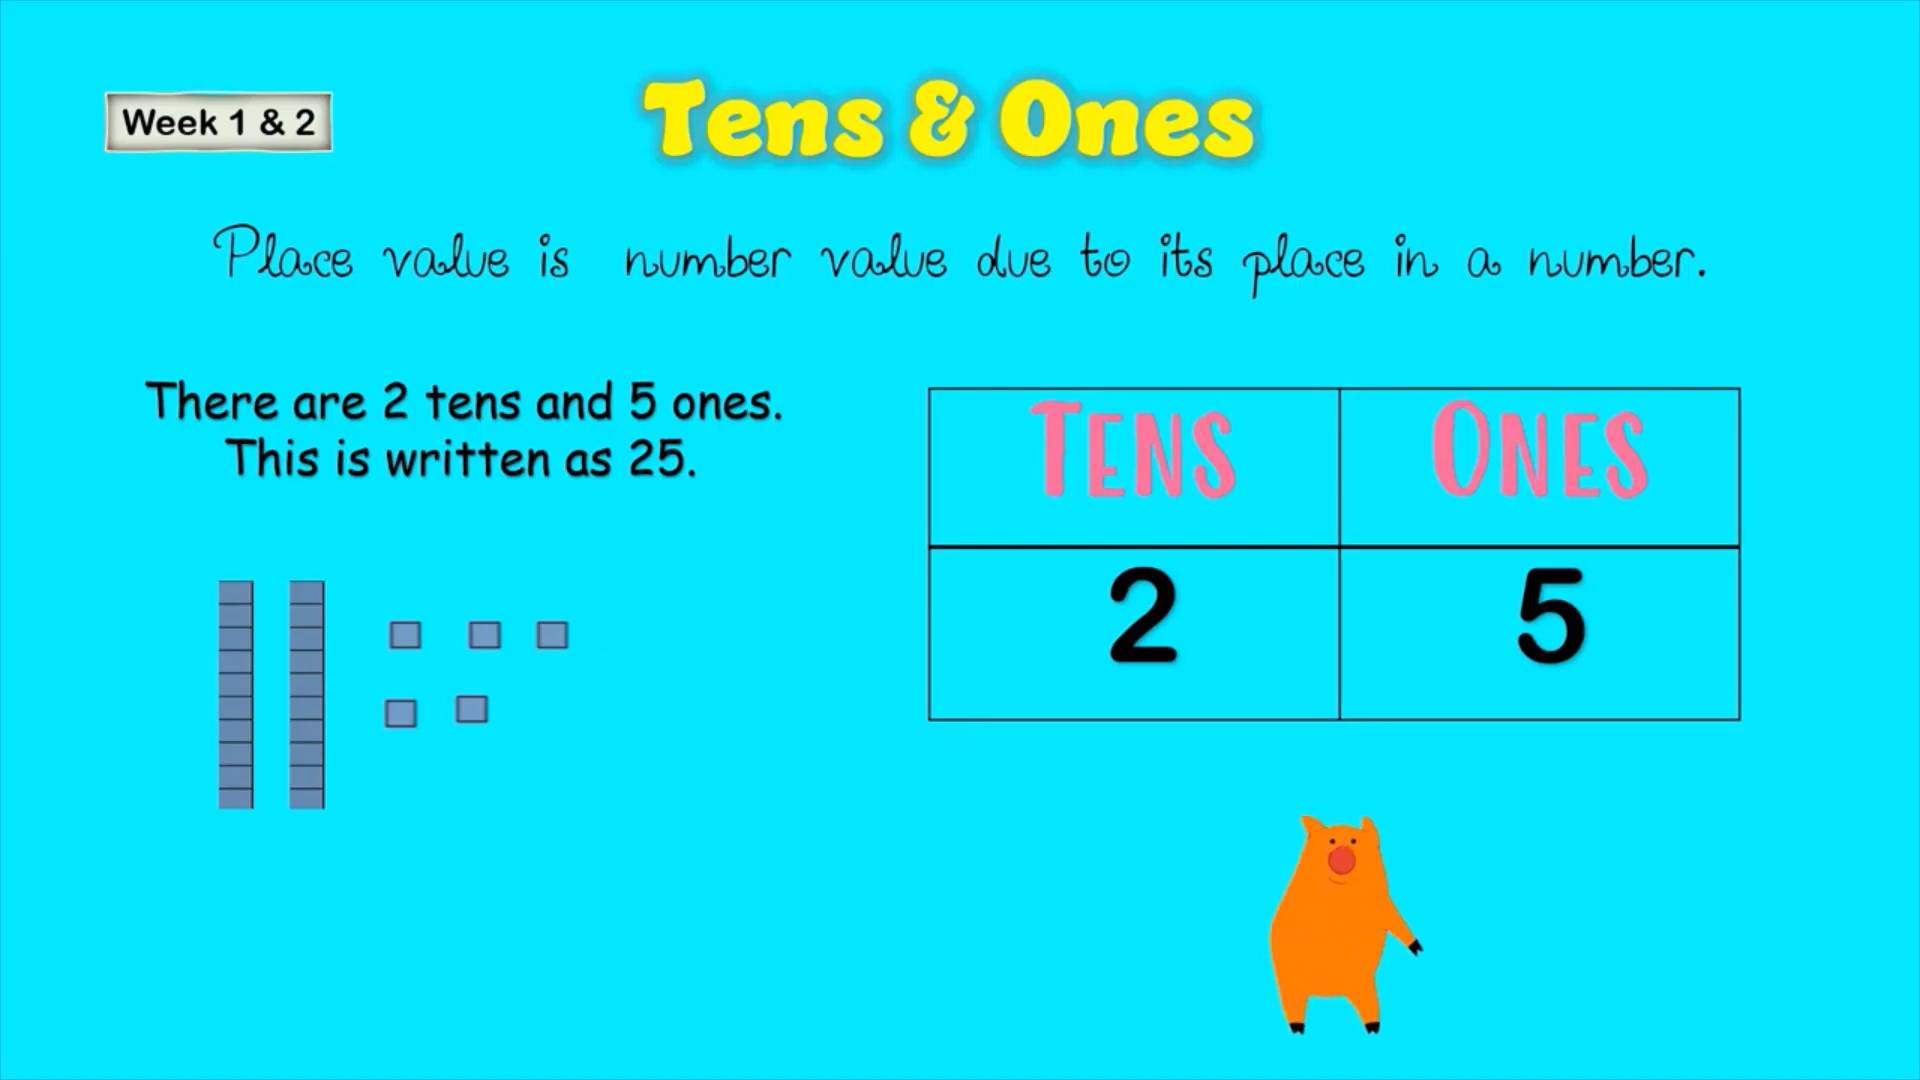 Week 1 & 2
Tens & Ones
Place value is number value due to its place in a number.
There are 2 tens and 5 ones.
This is written as 25.
TENS ONES
2 5